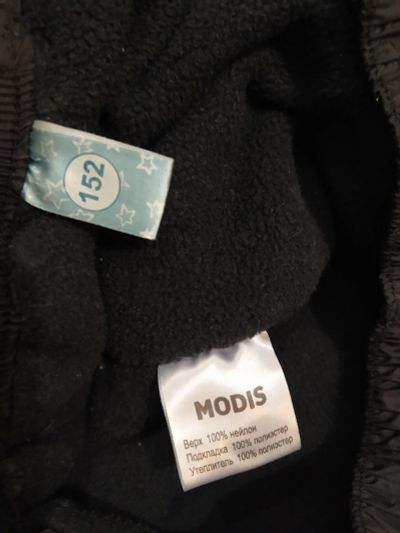 152
MODIS
Верх 100% нейлон
Подкладка 100% полиэстер
Утеплитель 100% полиэстер